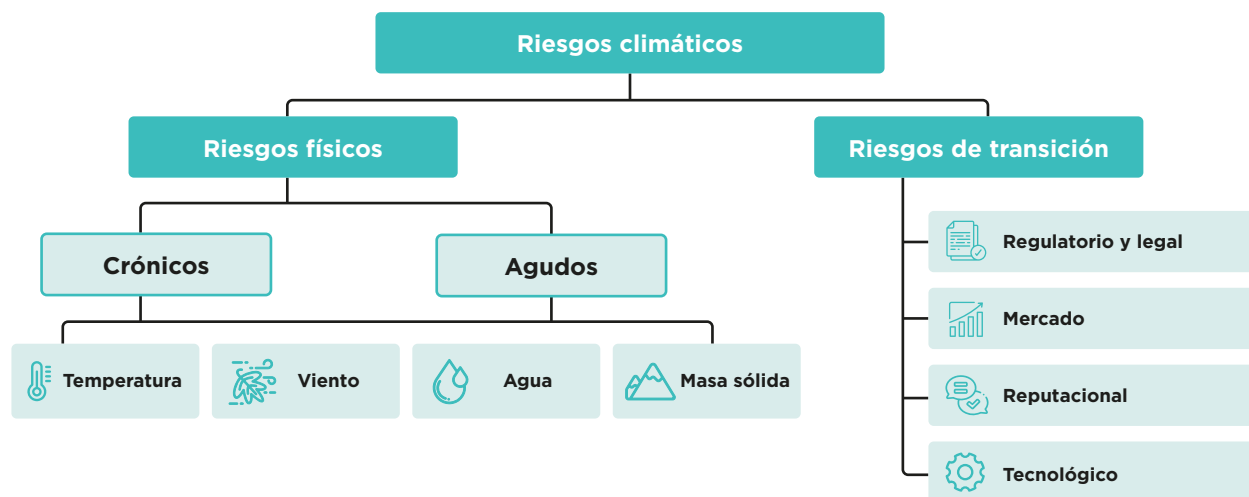 Riesgos climáticos
Riesgos físicos
Riesgos de transición
Crónicos
Agudos
Temperatura
Viento
Agua
Masa sólida
Regulatorio y legal
Mercado
Reputacional
Tecnológico